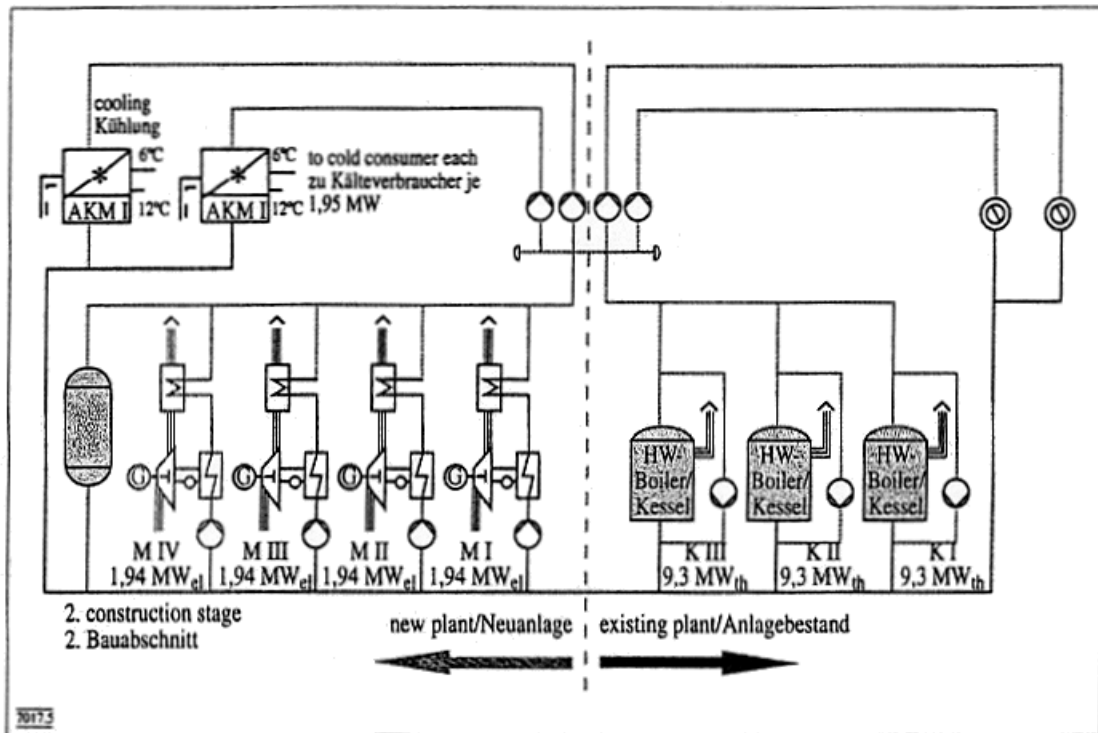 cooling
Kühlung
6°C
AKM I
12°C
6°C
AKM I
12°C
to cold consumer each
zu Kälteverbraucher je
1,95 MW
G
G
G
G
M IV
1,94 MWel
M III
1,94 MWel
M II
1,94 MWel
M I
1,94 MWel
HW-
Boiler/
Kessel
HW-
Boiler/
Kessel
HW-
Boiler/
Kessel
K III
9,3 MWth
K II
9,3 MWth
K I
9,3 MWth
2. construction stage
2. Bauabschnitt
new plant/Neuanlage
existing plant/Anlagebestand
7017.5